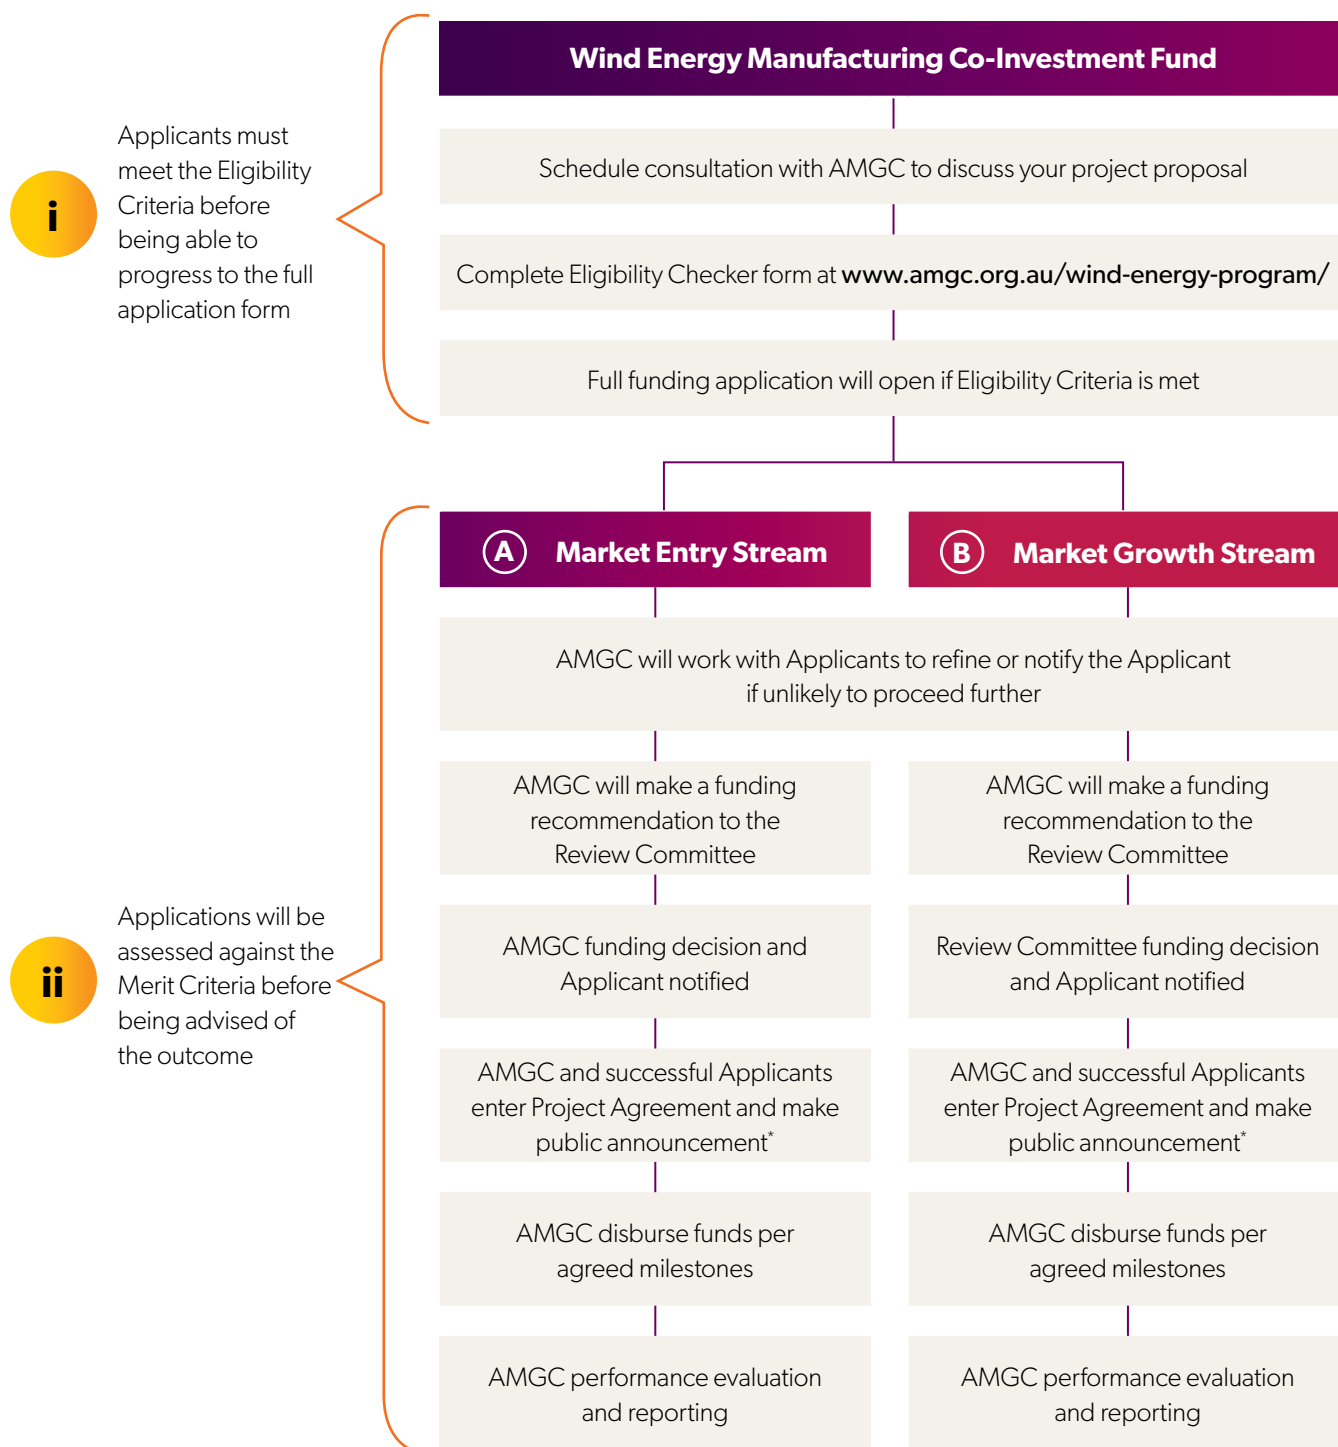 Wind Energy Manufacturing Co-Investment Fund
i
Applicants must
meet the Eligibility
Criteria before
being able to
progress to the full
application form
Schedule consultation with AMGC to discuss your project proposal
Complete Eligibility Checker form at www.amgc.org.au/wind-energy-program/
Full funding application will open if Eligibility Criteria is met
A Market Entry Stream
B Market Growth Stream
AMGC will work with Applicants to refine or notify the Applicant
if unlikely to proceed further
ii
Applications will be
assessed against the
Merit Criteria before
being advised of
the outcome
AMGC will make a funding
recommendation to the
Review Committee
AMGC funding decision and
Applicant notified
AMGC and successful Applicants
enter Project Agreement and make
public announcement*
AMGC disburse funds per
agreed milestones
AMGC performance evaluation
and reporting
AMGC will make a funding
recommendation to the
Review Committee
Review Committee funding decision
and Applicant notified
AMGC and successful Applicants
enter Project Agreement and make
public announcement*
AMGC disburse funds per
agreed milestones
AMGC performance evaluation
and reporting